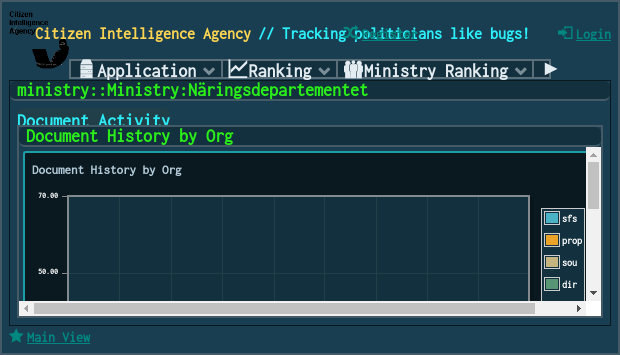 Citizen
Intelligence
Agency
Citizen Intelligence Agency // Tracking politicians like bugs!
Login
Application
Ranking
Ministry Ranking
ministry::Ministry:Näringsdepartementet
Document Activity
Document History by Org
Document History by Org
70.00
50.00
sfs
prop
sou
dir
Main View